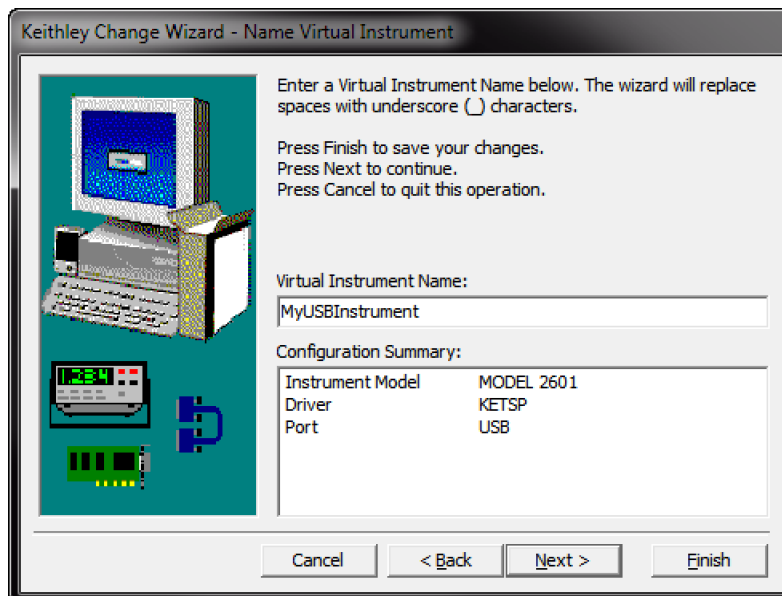 Keithley Change Wizard - Name Virtual Instrument
Enter a Virtual Instrument Name below. The wizard will replace
spaces with underscore (_) characters.
Press Finish to save your changes.
Press Next to continue.
Press Cancel to quit this operation.
Virtual Instrument Name:
MyUSBInstrument
Configuration Summary:
Instrument Model MODEL 2601
Driver KETSP
Port USB
1.234
Cancel < Back Next > Finish